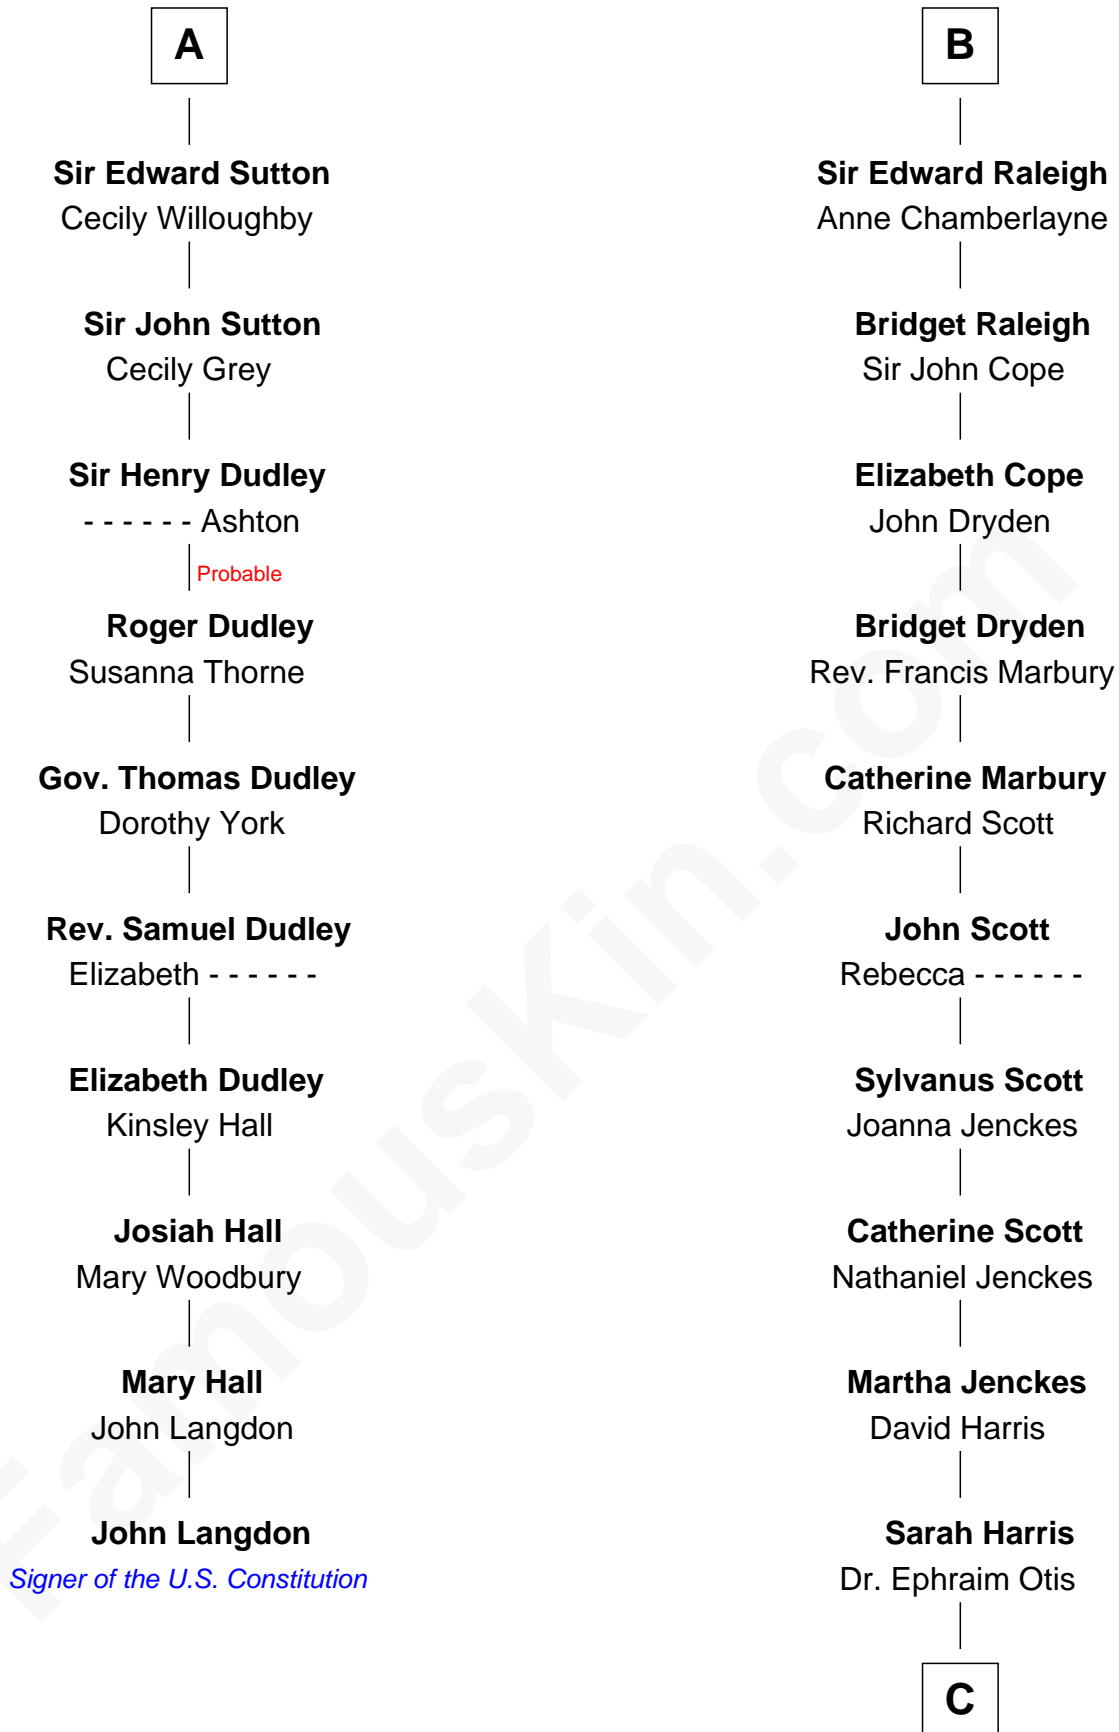 A
Sir Edward Sutton
Cecily Willoughby
Sir John Sutton
Cecily Grey
Sir Henry Dudley
- - - - - - Ashton
Probable
Roger Dudley
Susanna Thorne
Gov. Thomas Dudley
Dorothy York
Rev. Samuel Dudley
Elizabeth - - - - - -
Elizabeth Dudley
Kinsley Hall
Josiah Hall
Mary Woodbury
Mary Hall
John Langdon
John Langdon
Signer of the U.S. Constitution
B
Sir Edward Raleigh
Anne Chamberlayne
Bridget Raleigh
Sir John Cope
Elizabeth Cope
John Dryden
Bridget Dryden
Rev. Francis Marbury
Catherine Marbury
Richard Scott
John Scott
Rebecca - - - - - -
Sylvanus Scott
Joanna Jenckes
Catherine Scott
Nathaniel Jenckes
Martha Jenckes
David Harris
Sarah Harris
Dr. Ephraim Otis
C
FamousKin.com